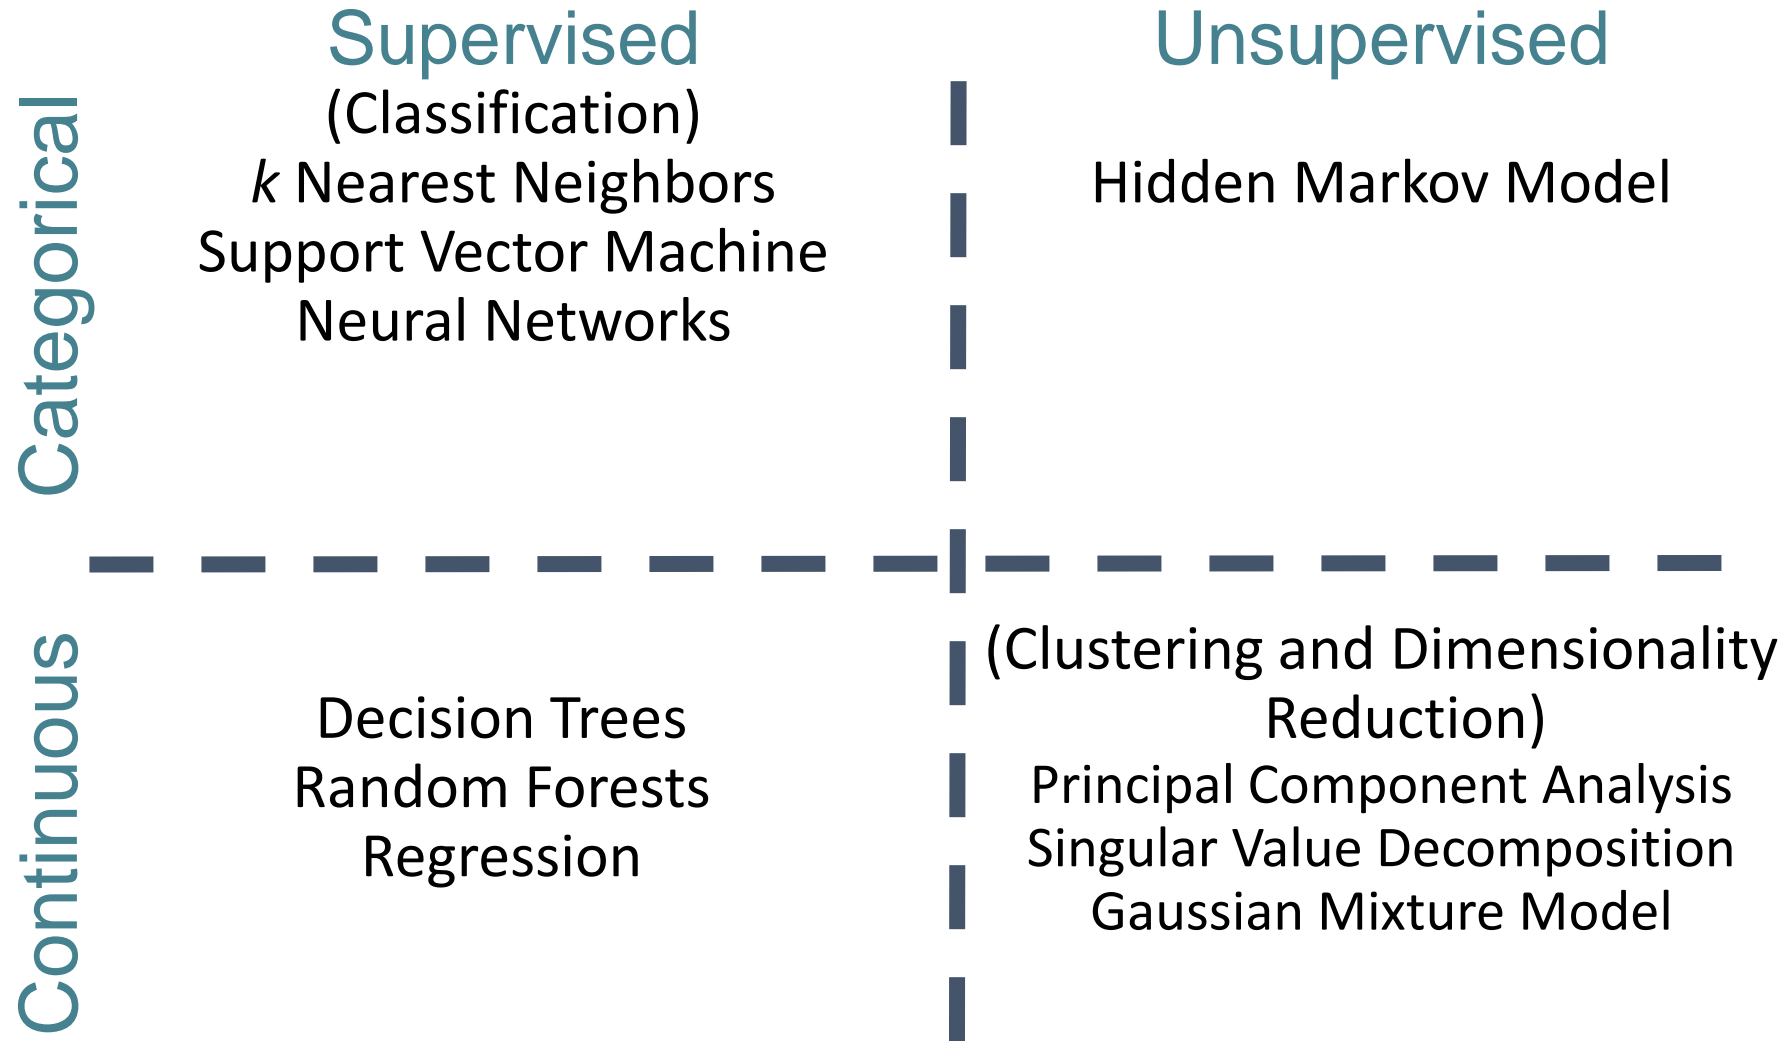 Supervised
Unsupervised
Categorical
(Classification)
k Nearest Neighbors
Support Vector Machine
Neural Networks
Hidden Markov Model
Continuous
Decision Trees
Random Forests
Regression
(Clustering and Dimensionality
Reduction)
Principal Component Analysis
Singular Value Decomposition
Gaussian Mixture Model